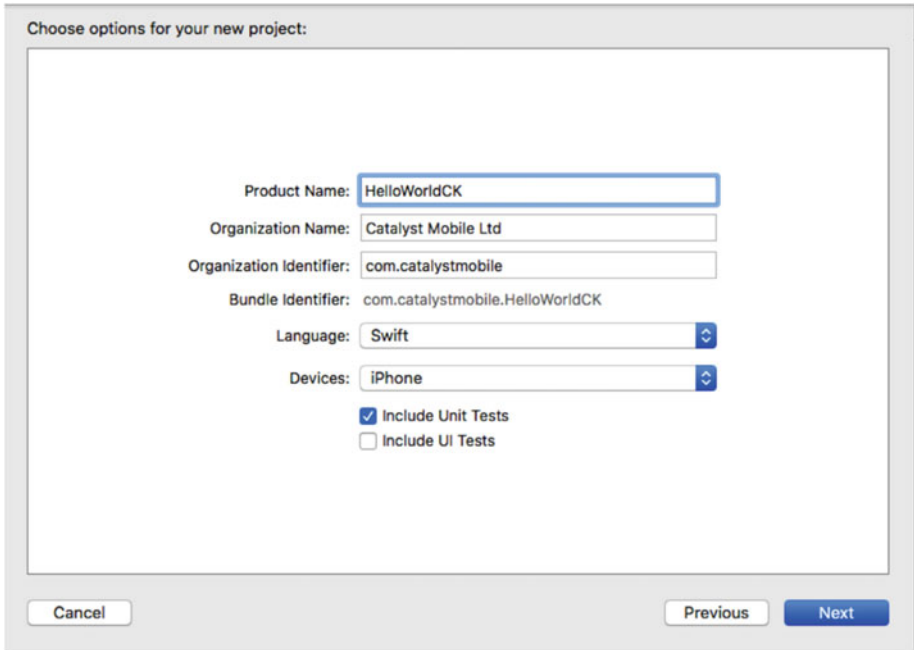 Choose options for your new project:
Product Name: HelloWorldCK
Organization Name: Catalyst Mobile Ltd
Organization Identifier: com.catalystmobile
Bundle Identifier: com.catalystmobile.HelloWorldCK
Language: Swift
Devices: iPhone
Include Unit Tests
Include UI Tests
Cancel Previous Next